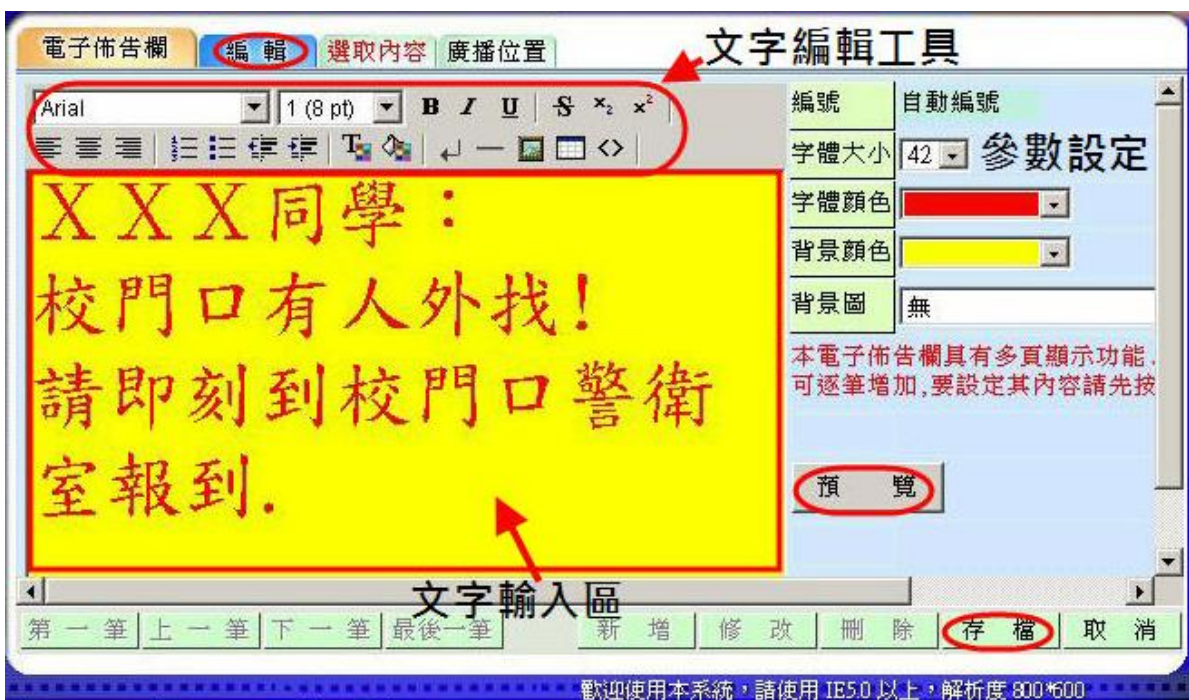 電子佈告欄 編 輯 選取內容 廣播位置 文字編輯工具
Arial 1 (8 pt) B I U S x₂ x²
編號 自動編號
字體大小 42 參數設定
字體顏色
背景顏色
背景圖 無
本電子佈告欄具有多頁顯示功能
可逐筆增加,要設定其內容請先按
預 覽
ＸＸＸ同學：
校門口有人外找!
請即刻到校門口警衛
室報到.
文字輸入區
第 一 筆 上 一 筆 下 一 筆 最後一筆 新 增 修 改 刪 除 存 檔 取 消
歡迎使用本系統，請使用 IE5.0 以上，解析度 800*600